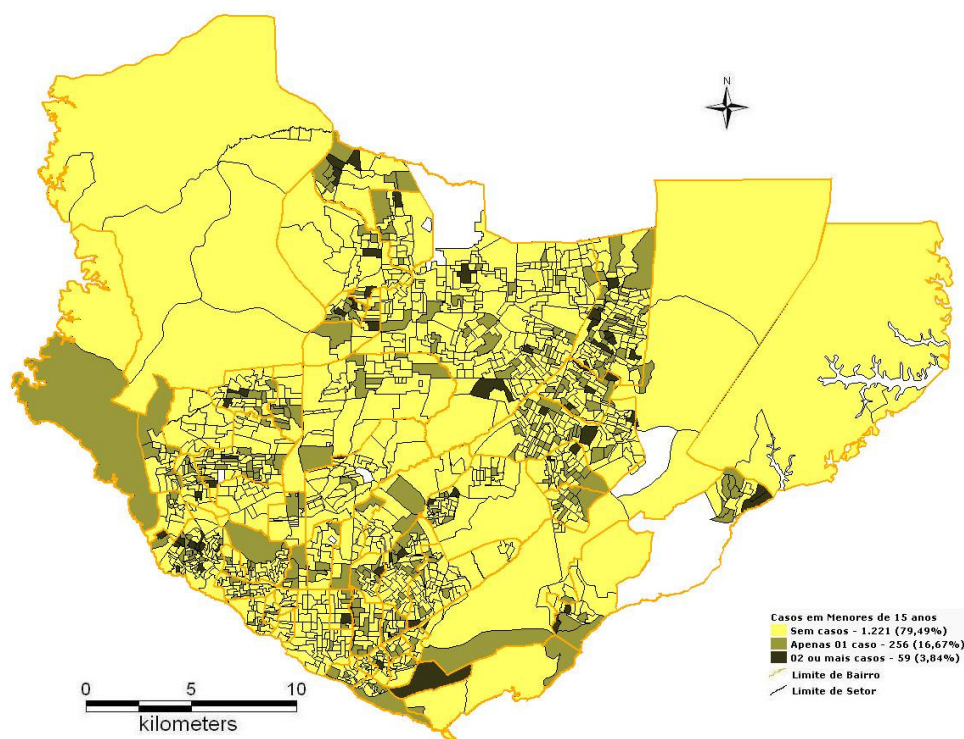 N
Casos em Menores de 15 anos
Sem casos - 1.221 (79,49%)
Apenas 01 caso - 256 (16,67%)
02 ou mais casos - 59 (3,84%)
Limite de Bairro
Limite de Setor
0 5 10
kilometers